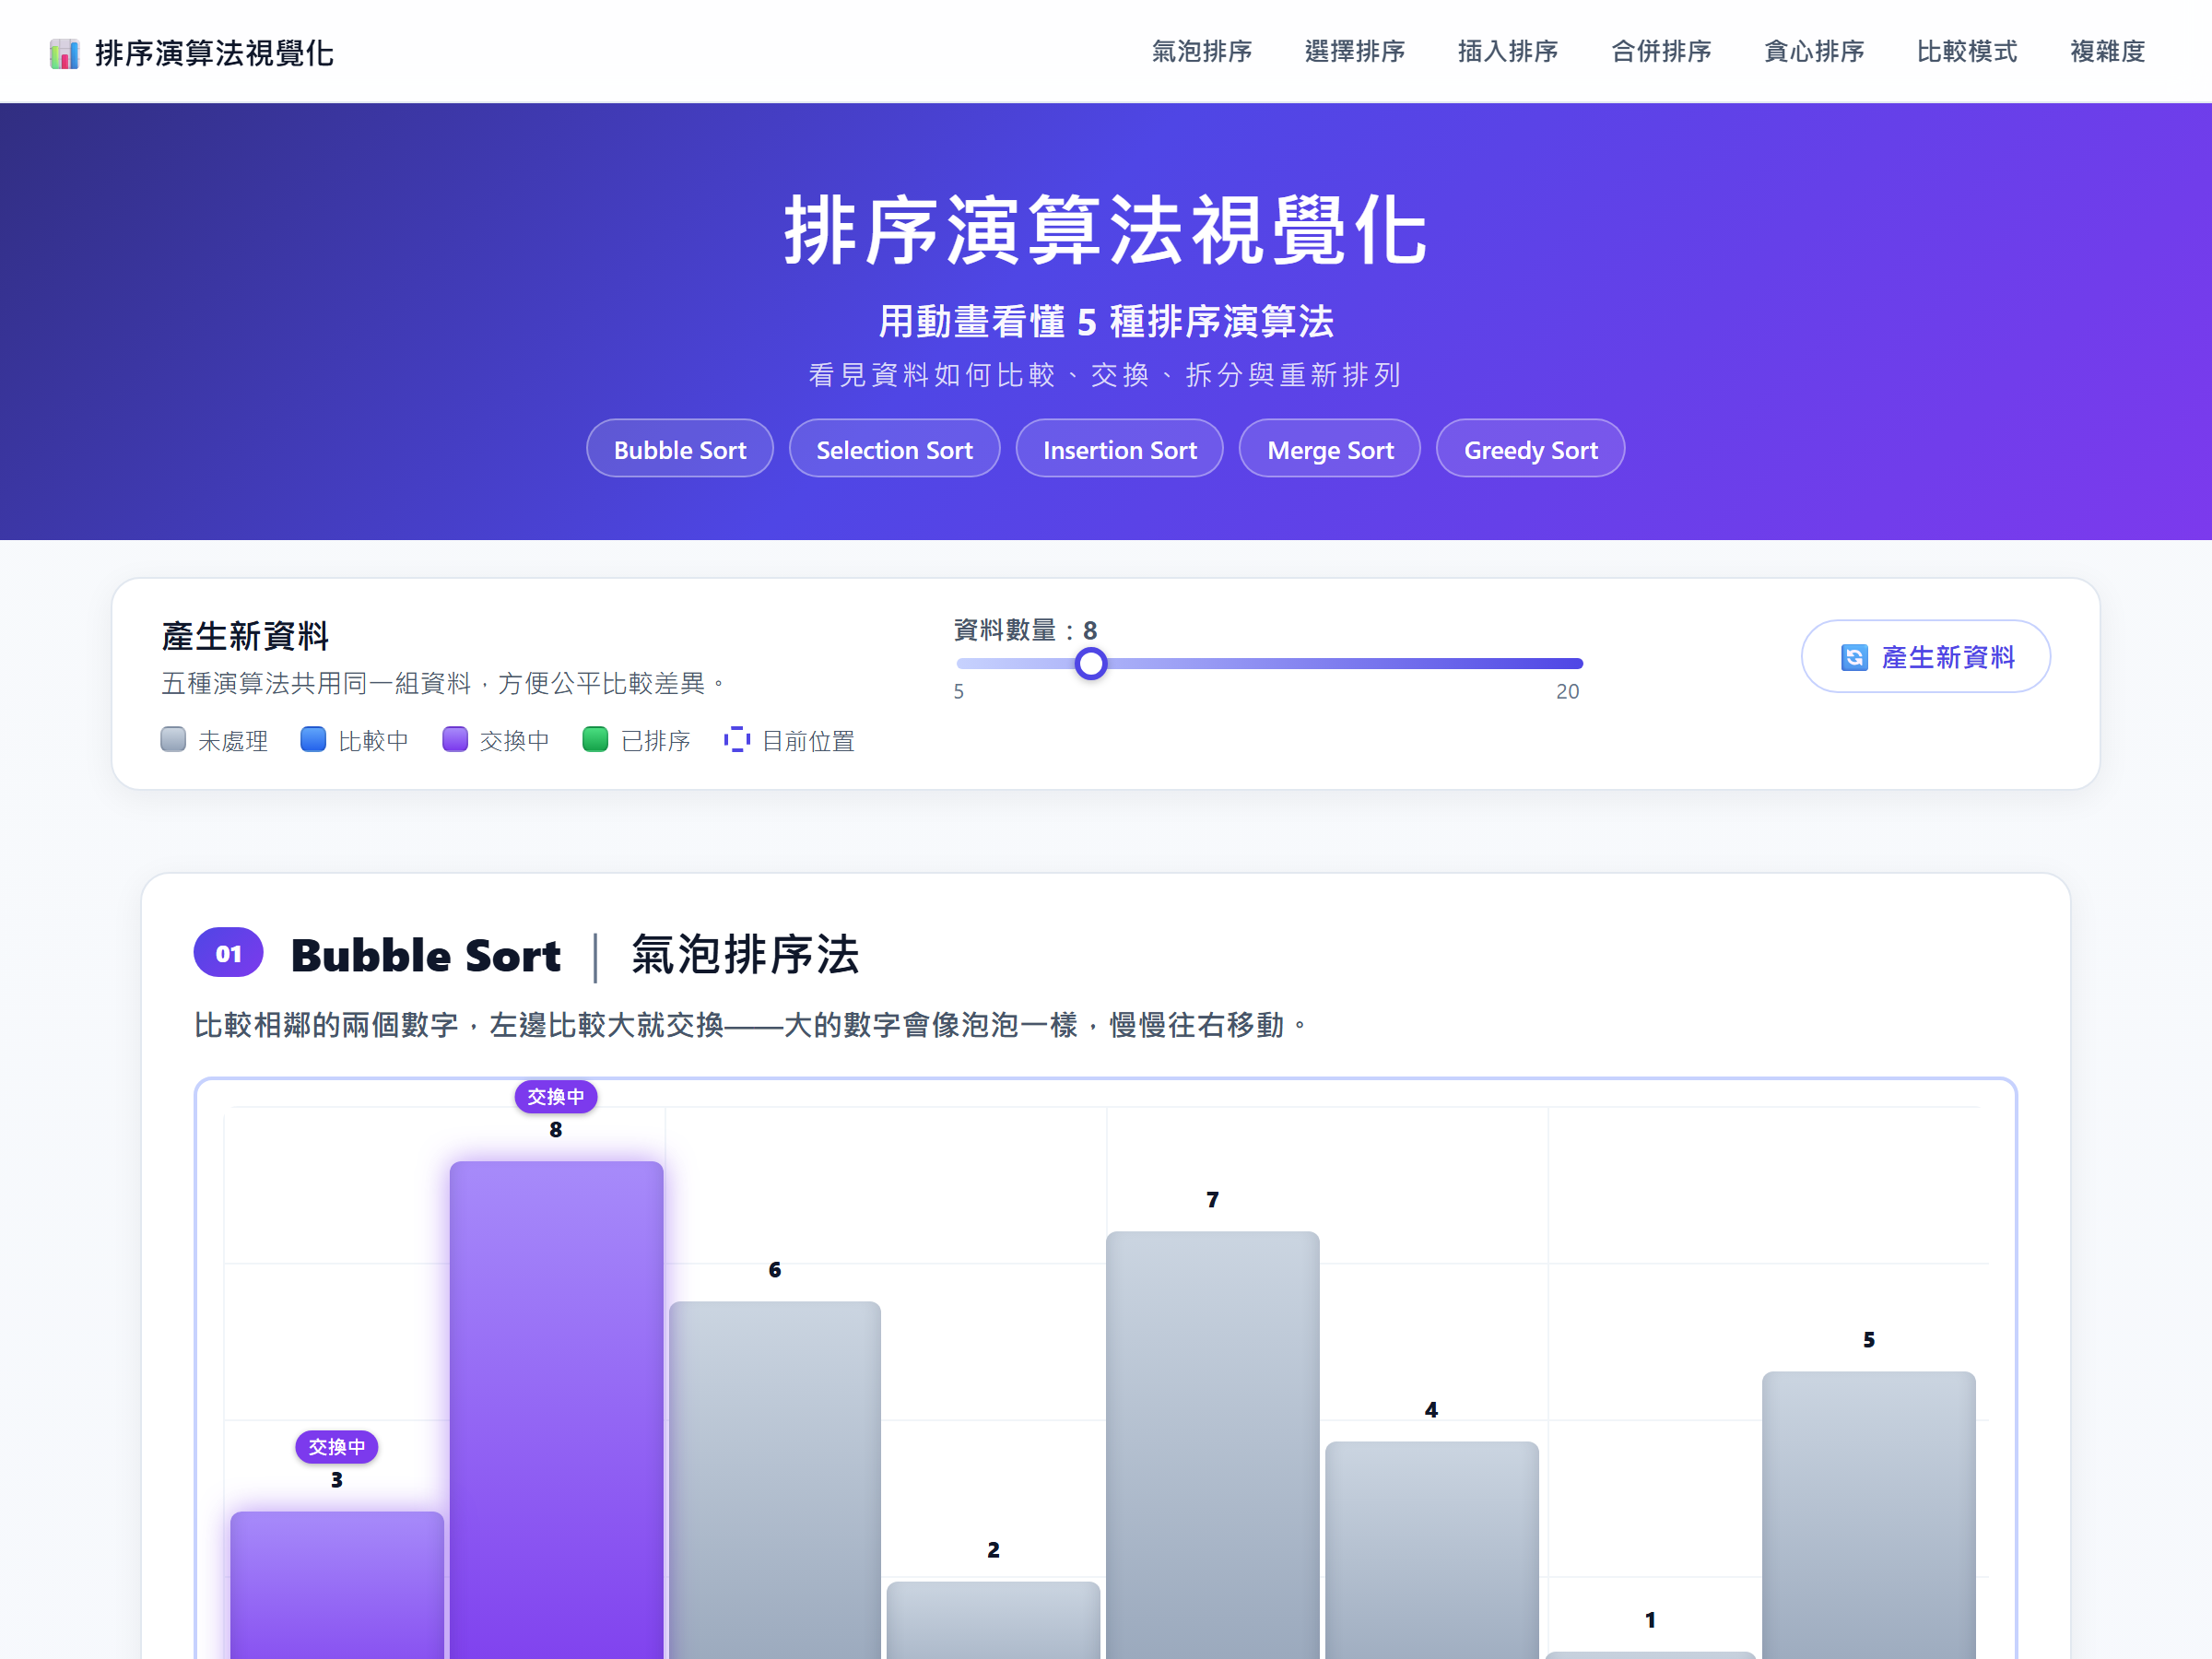 排序演算法視覺化
氣泡排序 選擇排序 插入排序 合併排序 貪心排序 比較模式 複雜度
排序演算法視覺化
用動畫看懂 5 種排序演算法
看見資料如何比較、交換、拆分與重新排列
Bubble Sort Selection Sort Insertion Sort Merge Sort Greedy Sort
產生新資料
五種演算法共用同一組資料，方便公平比較差異。
未處理 比較中 交換中 已排序 目前位置
資料數量：8
5 20
產生新資料
01 Bubble Sort ｜ 氣泡排序法
比較相鄰的兩個數字，左邊比較大就交換——大的數字會像泡泡一樣，慢慢往右移動。
交換中
8
7
6
5
4
交換中
3
2
1